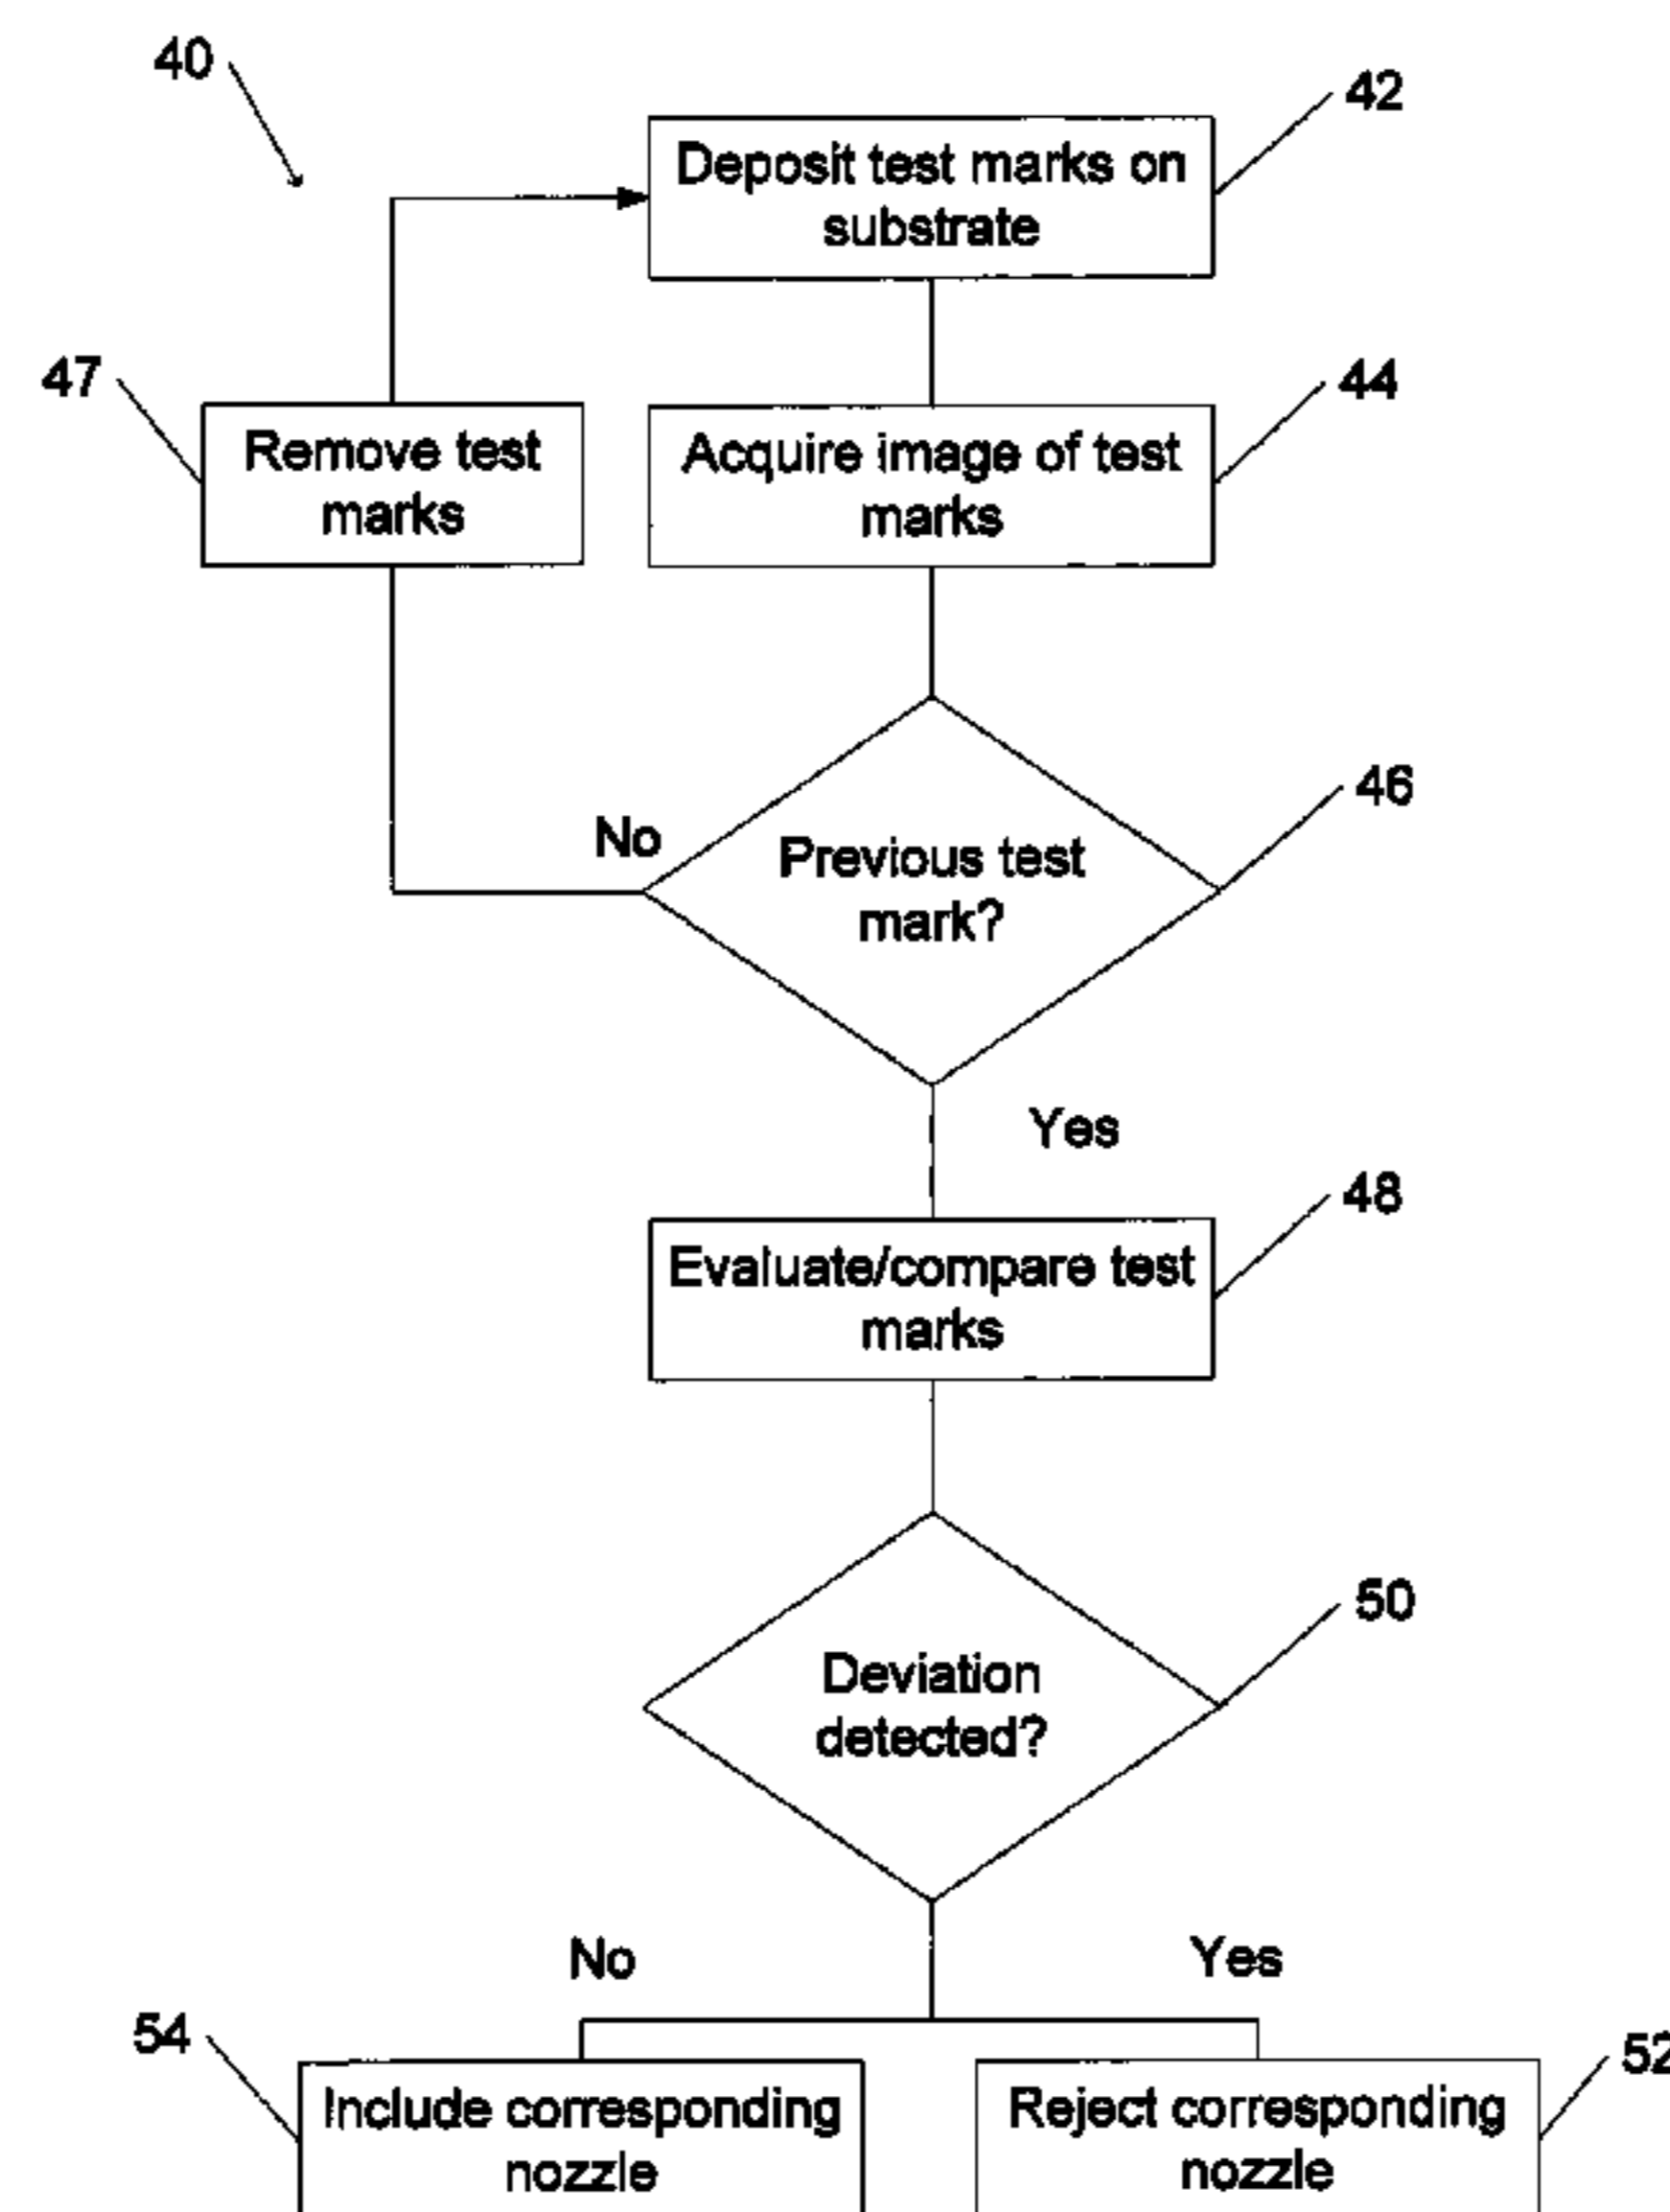 40
42
Deposit test marks on
substrate
47
44
Remove test
marks
Acquire image of test
marks
46
No
Previous test
mark?
Yes
48
Evaluate/compare test
marks
50
Deviation
detected?
No
Yes
54
52
Include corresponding
nozzle
Reject corresponding
nozzle